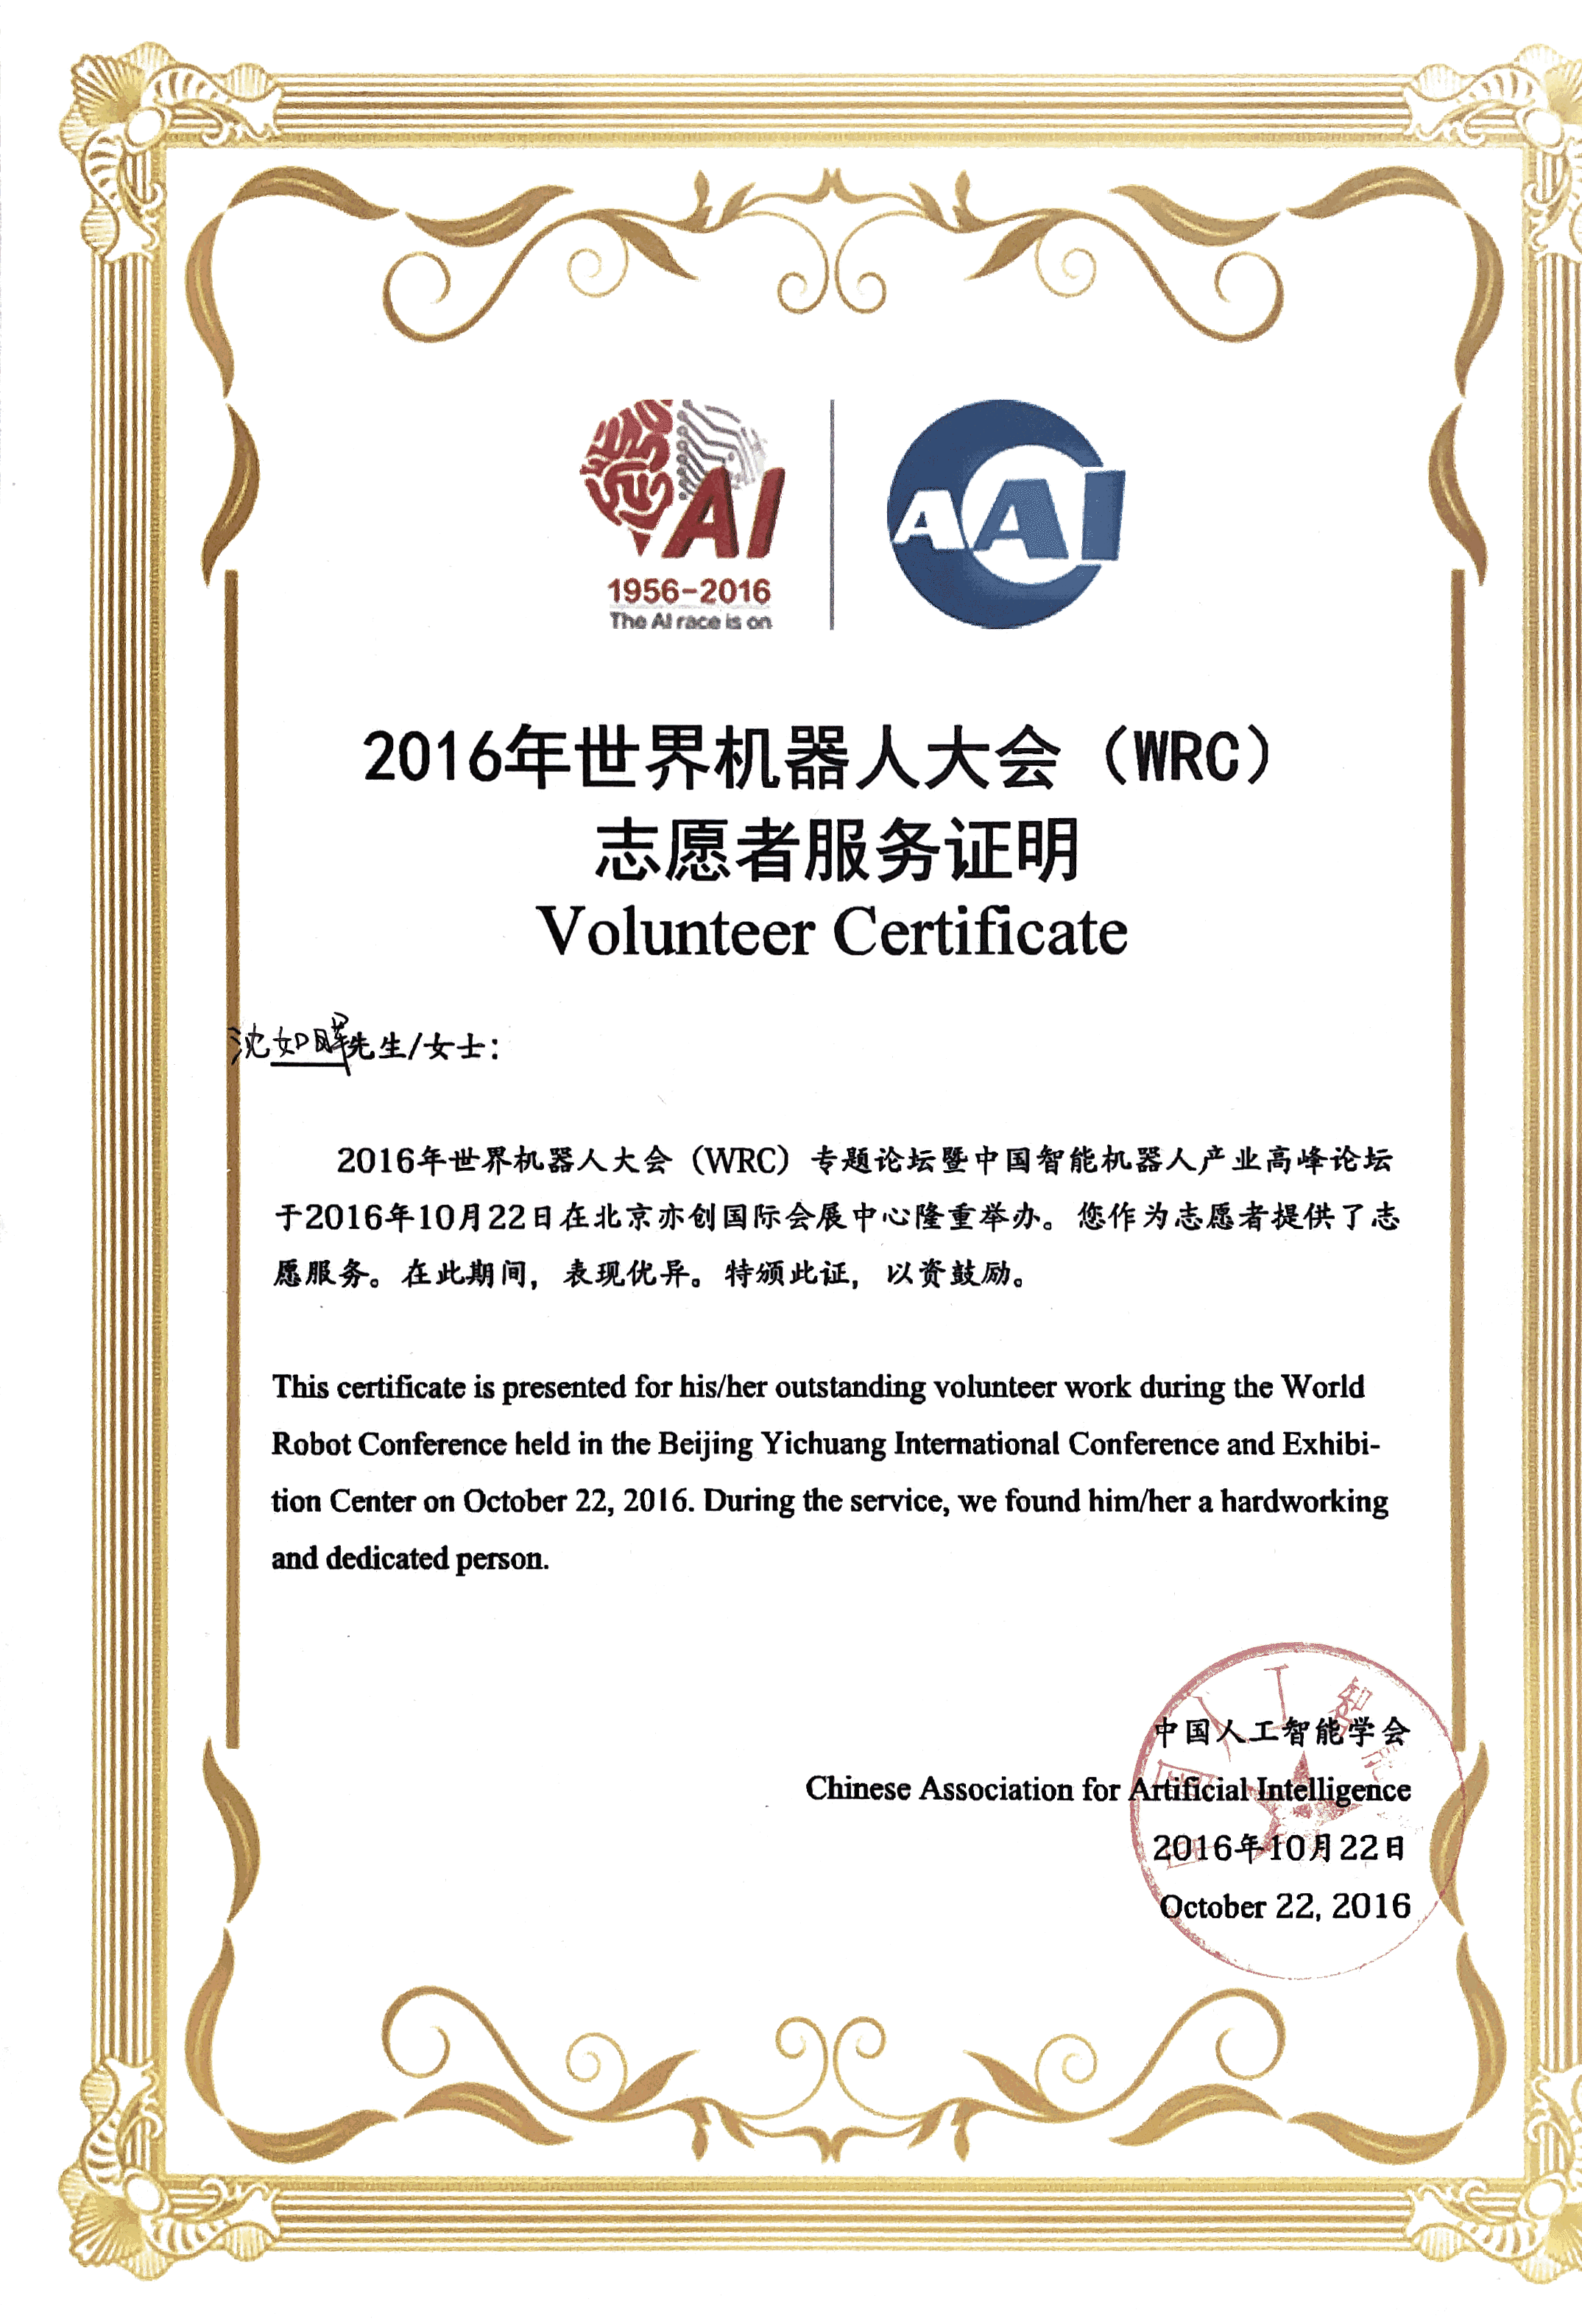 AI
1956-2016
The AI race is on
AAI
2016年世界机器人大会（WRC）
志愿者服务证明
Volunteer Certificate
沈如晖先生/女士：
2016年世界机器人大会（WRC）专题论坛暨中国智能机器人产业高峰论坛
于2016年10月22日在北京亦创国际会展中心隆重举办。您作为志愿者提供了志
愿服务。在此期间，表现优异。特颁此证，以资鼓励。
This certificate is presented for his/her outstanding volunteer work during the World
Robot Conference held in the Beijing Yichuang International Conference and Exhibi-
tion Center on October 22, 2016. During the service, we found him/her a hardworking
and dedicated person.
中国人工智能学会
Chinese Association for Artificial Intelligence
2016年10月22日
October 22, 2016